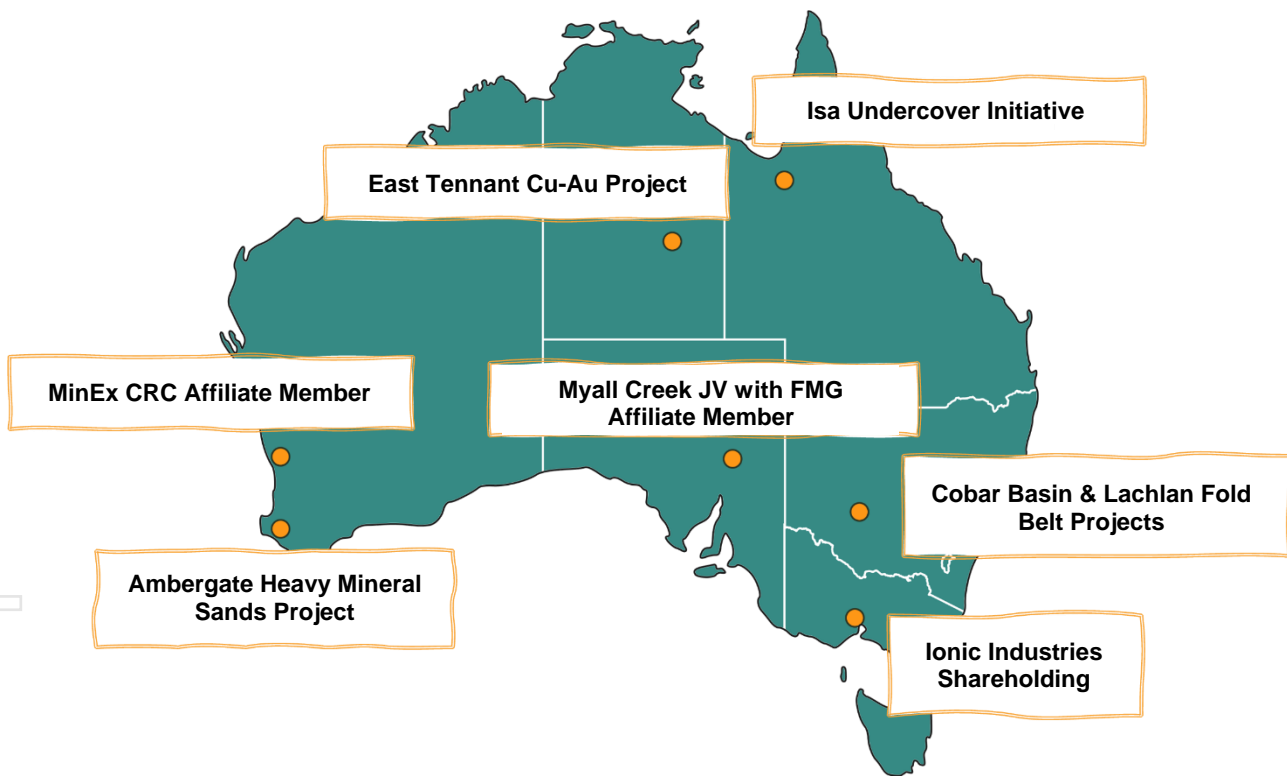 Isa Undercover Initiative
East Tennant Cu-Au Project
MinEx CRC Affiliate Member
Myall Creek JV with FMG
Affiliate Member
Cobar Basin & Lachlan Fold
Belt Projects
Ambergate Heavy Mineral
Sands Project
Ionic Industries
Shareholding